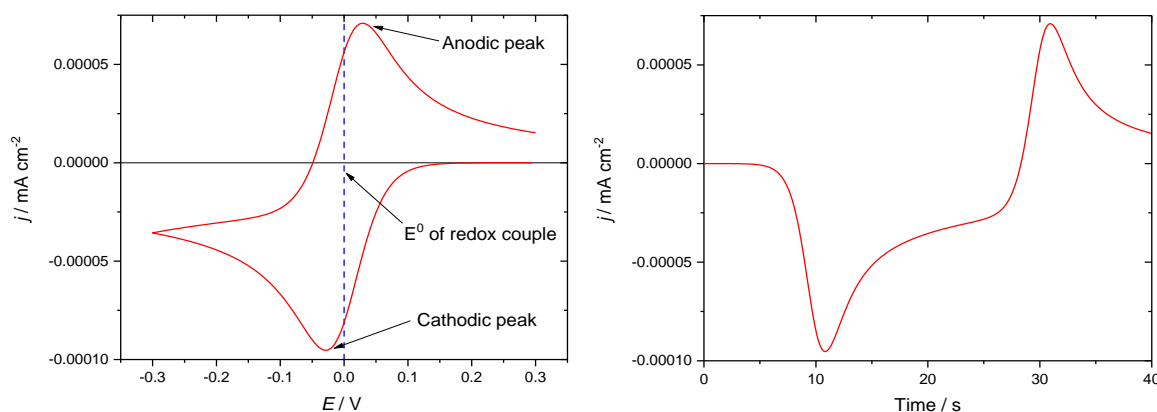 Anodic peak
E⁰ of redox couple
Cathodic peak
0.00005
0.00000
-0.00005
-0.00010
j / mA cm⁻²
-0.3 -0.2 -0.1 0.0 0.1 0.2 0.3
E / V
0.00005
0.00000
-0.00005
-0.00010
j / mA cm⁻²
0 10 20 30 40
Time / s